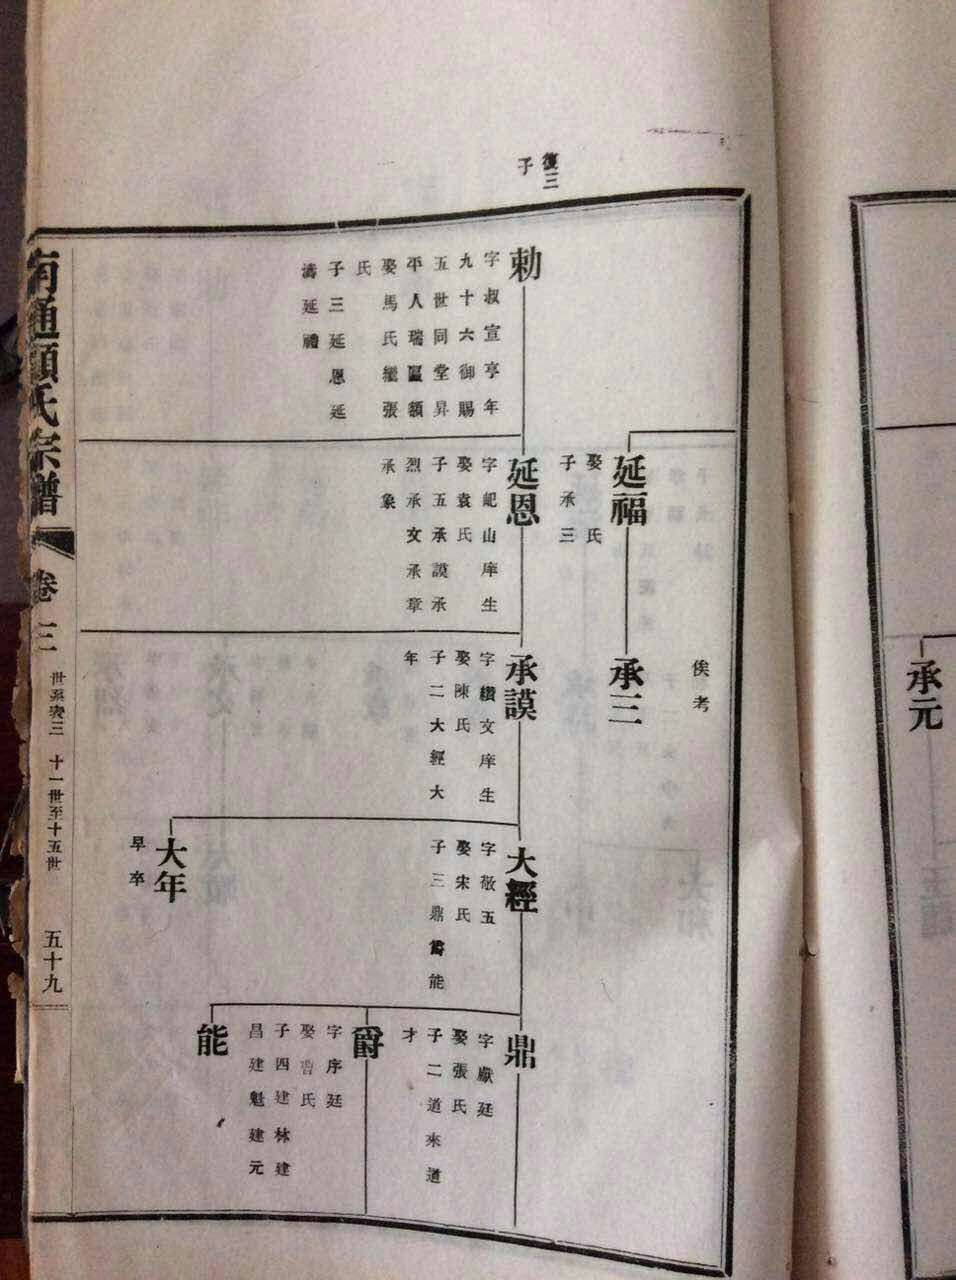 復三
子
勅
字叔宣享年
九十六御賜
五世同堂昇
平人瑞匾額
娶馬氏繼張
氏
子三延恩延
濤延禮
延福
娶氏
子承三
延恩
字屺山庠生
娶袁氏
子五承謨承
烈承文承章
承象
俟考
承三
承謨
字纘文庠生
娶陳氏
子二大經大
年
大經
字敬五
娶宋氏
子三鼎爵能
大年
早卒
鼎
字獻廷
娶張氏
子二道來道
才
爵
字序廷
娶曹氏
子四建林建
昌建魁建元
能
南通顧氏宗譜
卷三
世系表三 十一世至十五世
五十九
承元